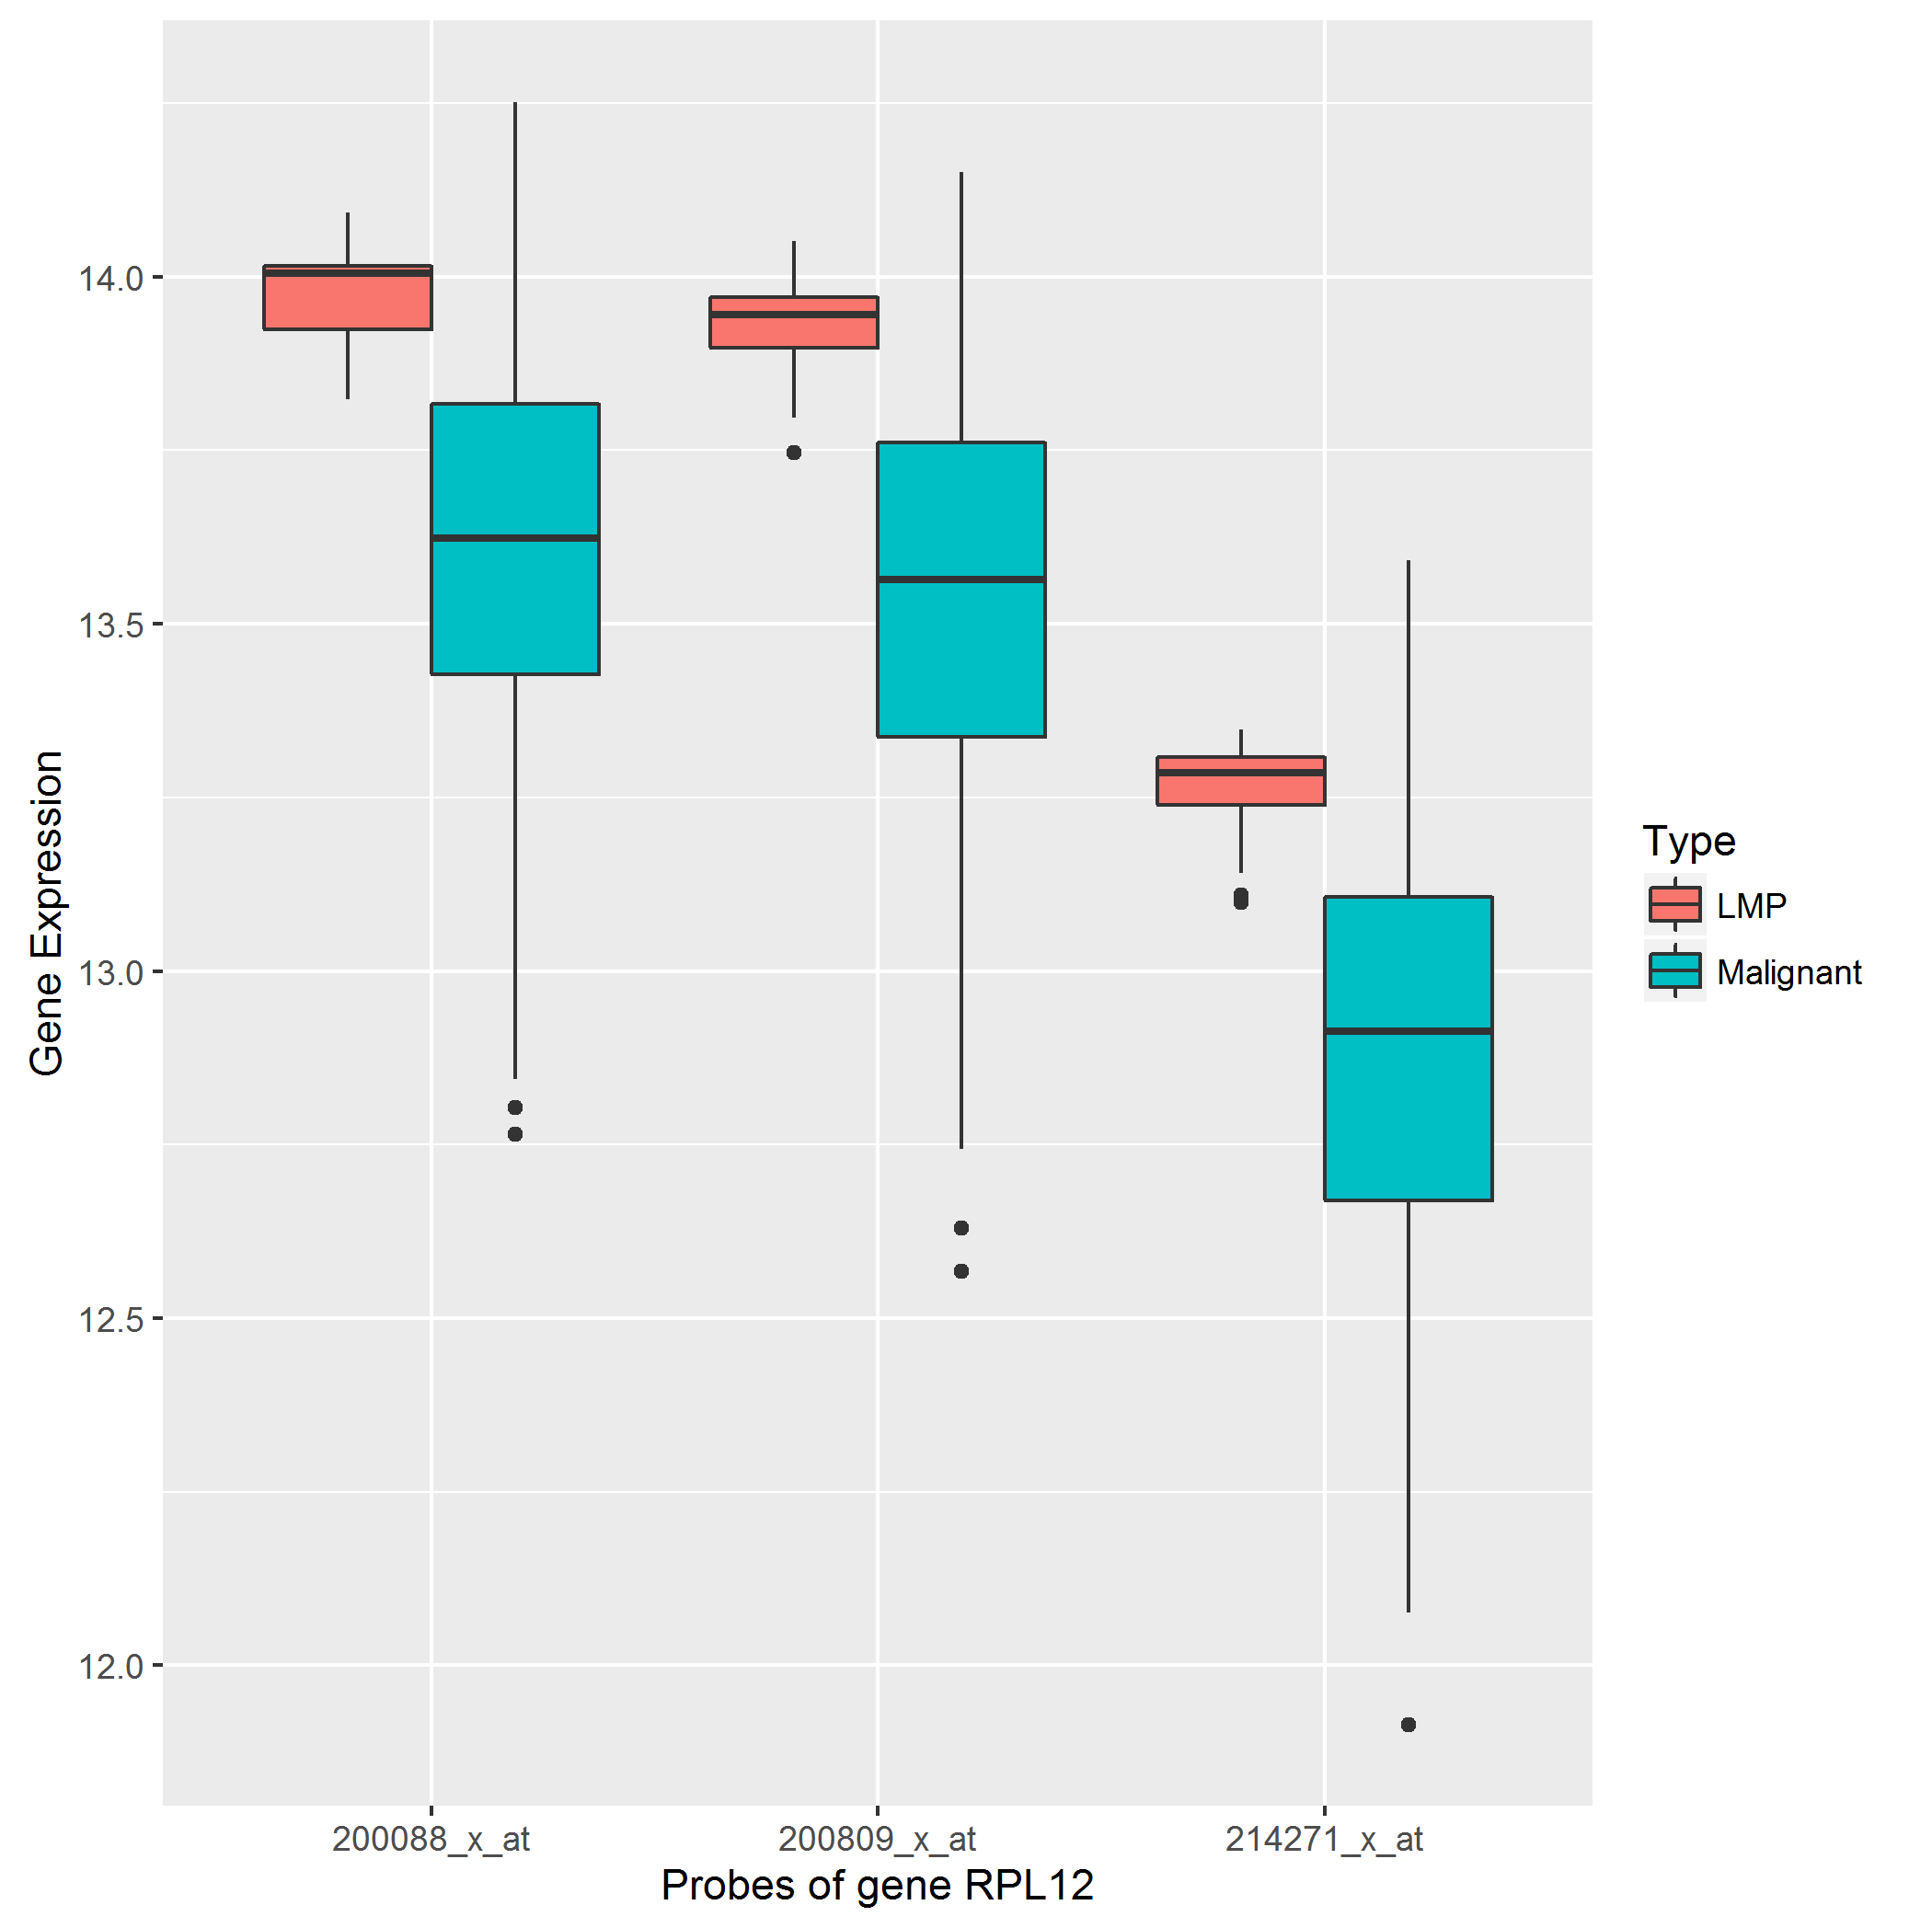 14.0
13.5
13.0
12.5
12.0
Gene Expression
200088_x_at
200809_x_at
214271_x_at
Probes of gene RPL12
Type
LMP
Malignant